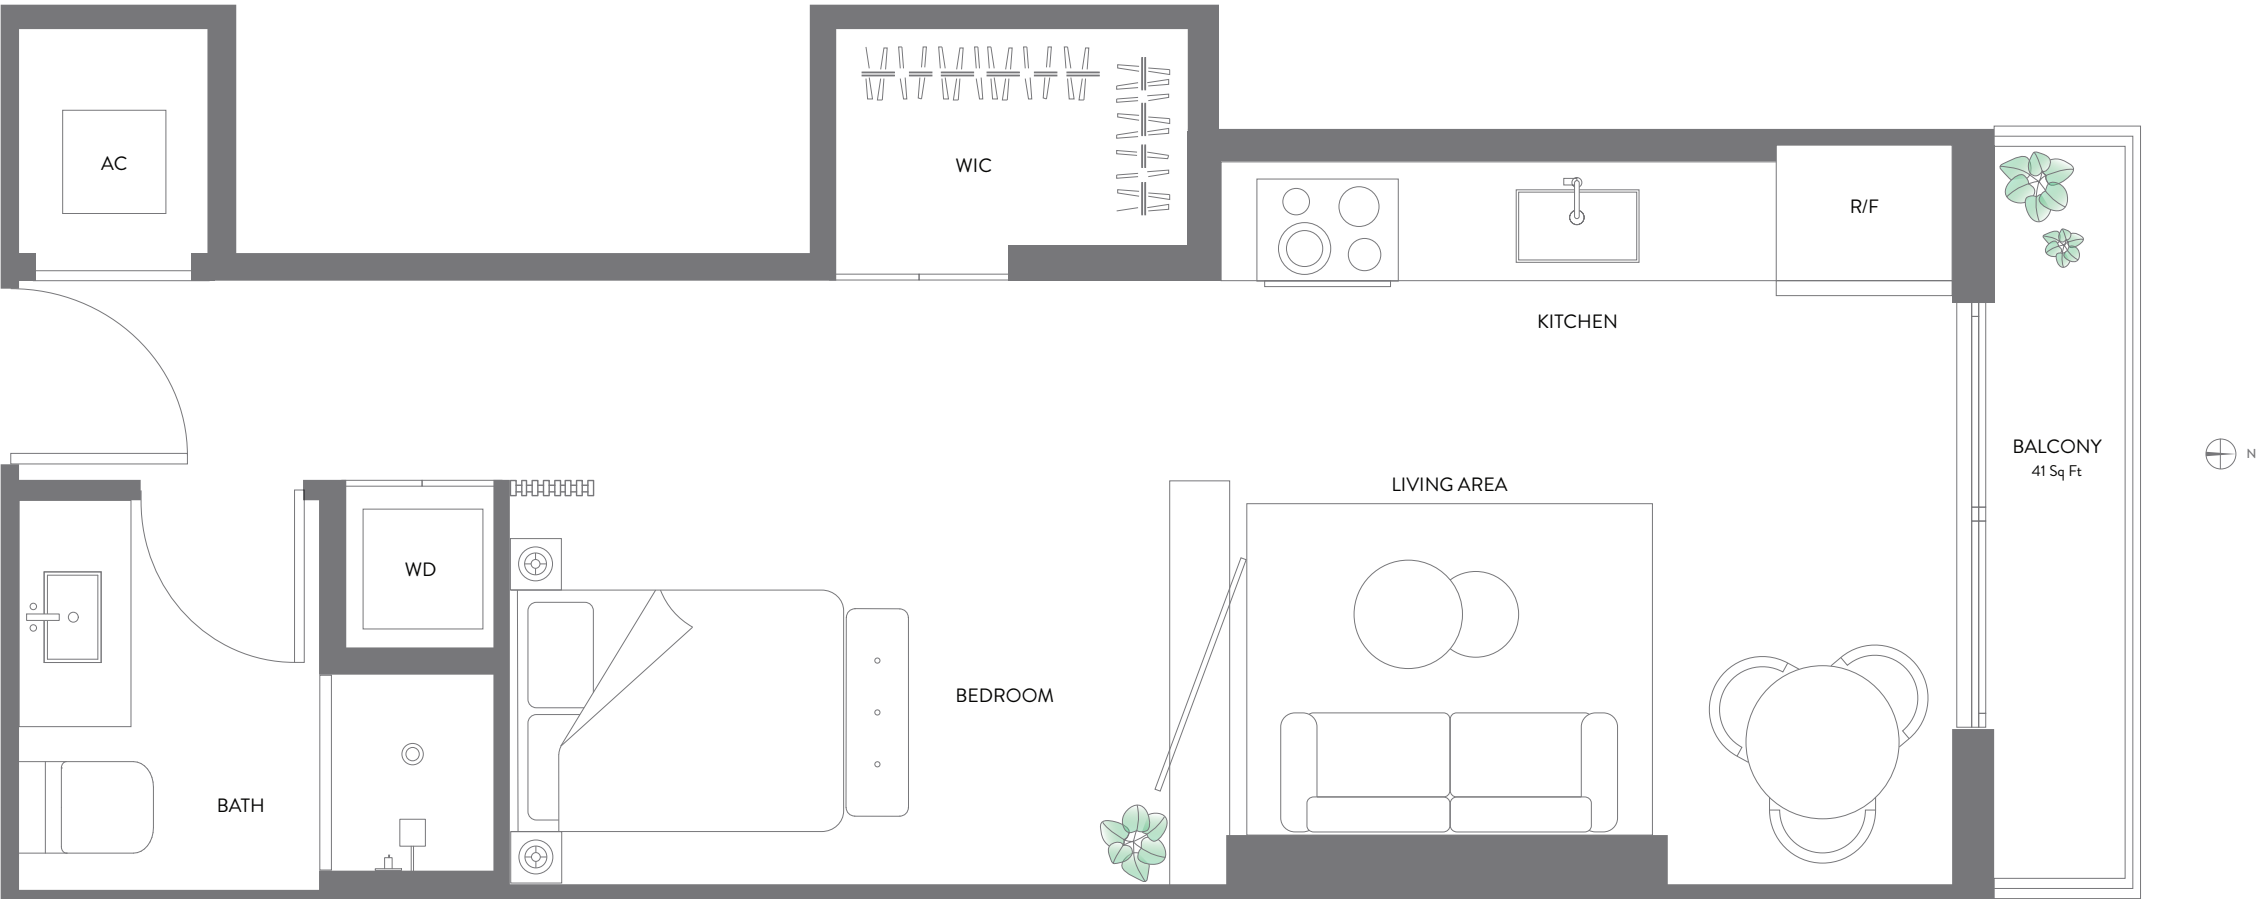 AC
WIC
R/F
KITCHEN
BALCONY
41 Sq Ft
N
LIVING AREA
WD
BEDROOM
BATH